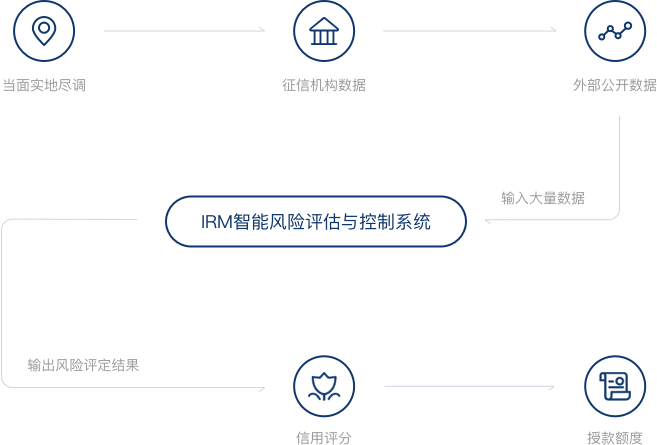 当面实地尽调
征信机构数据
外部公开数据
输入大量数据
IRM智能风险评估与控制系统
输出风险评定结果
信用评分
授款额度